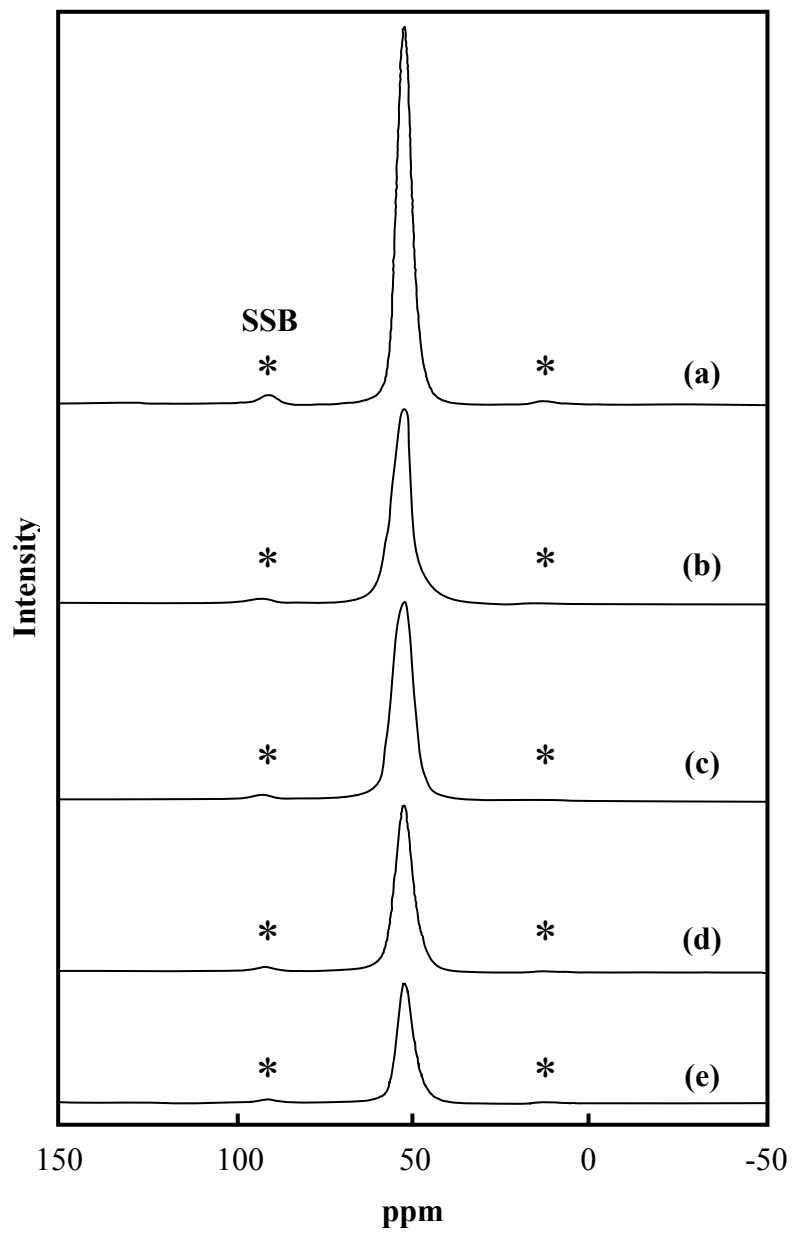 SSB
* * (a)
* * (b)
* * (c)
* * (d)
* * (e)
Intensity
150 100 50 0 -50
ppm